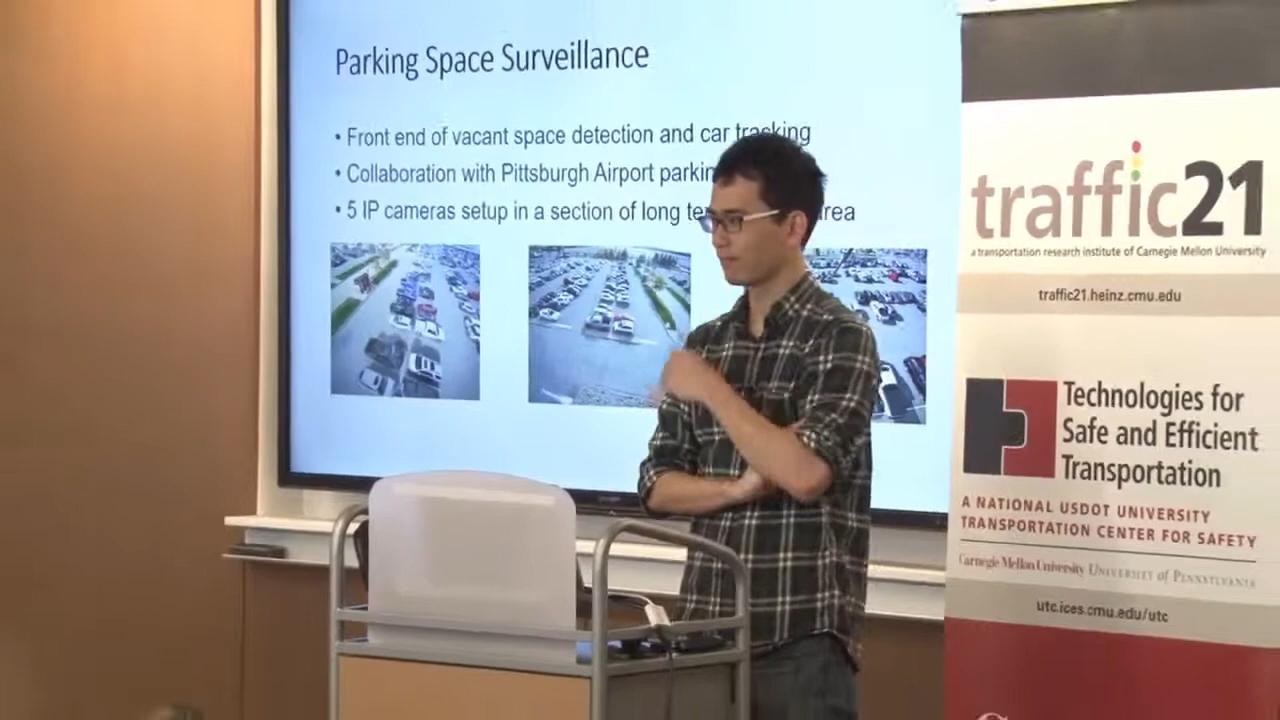 Parking Space Surveillance
• Front end of vacant space detection and car tracking
• Collaboration with Pittsburgh Airport
• 5 IP cameras setup in a section of long
traffic21
a transportation research institute of Carnegie Mellon University
traffic21.heinz.cmu.edu
Technologies for
Safe and Efficient
Transportation
A NATIONAL USDOT UNIVERSITY
TRANSPORTATION CENTER FOR SAFETY
Carnegie Mellon University UNIVERSITY of PENNSYLVANIA
utc.ices.cmu.edu/utc